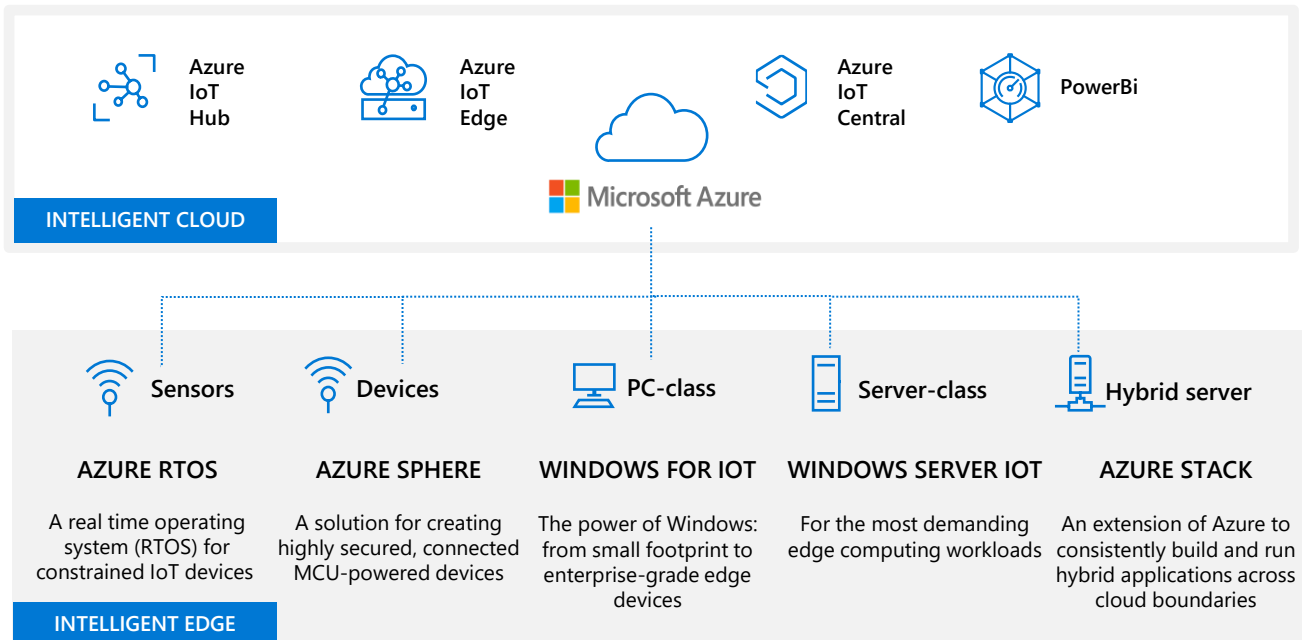 Azure
IoT
Hub
Azure
IoT
Edge
Azure
IoT
Central
PowerBi
Microsoft Azure
INTELLIGENT CLOUD
Sensors
Devices
PC-class
Server-class
Hybrid server
AZURE RTOS
A real time operating
system (RTOS) for
constrained IoT devices
AZURE SPHERE
A solution for creating
highly secured, connected
MCU-powered devices
WINDOWS FOR IOT
The power of Windows:
from small footprint to
enterprise-grade edge
devices
WINDOWS SERVER IOT
For the most demanding
edge computing workloads
AZURE STACK
An extension of Azure to
consistently build and run
hybrid applications across
cloud boundaries
INTELLIGENT EDGE